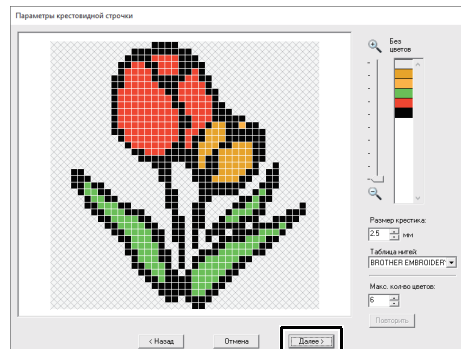 Параметры крестовидной строчки
Без
цветов
Размер крестика:
2.5 мм
Таблица нитей:
BROTHER EMBROIDER
Макс. кол-во цветов:
6
Повторить
< Назад
Отмена
Далее >